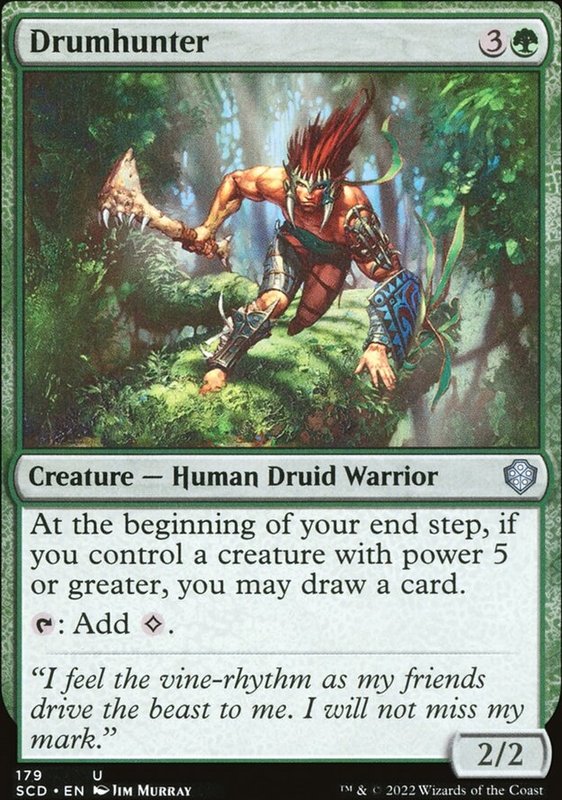 Drumhunter 3
Creature — Human Druid Warrior
At the beginning of your end step, if
you control a creature with power 5
or greater, you may draw a card.
: Add .
“I feel the vine-rhythm as my friends
drive the beast to me. I will not miss my
mark.”
2/2
179 U
SCD • EN Jim Murray
™ & © 2022 Wizards of the Coast